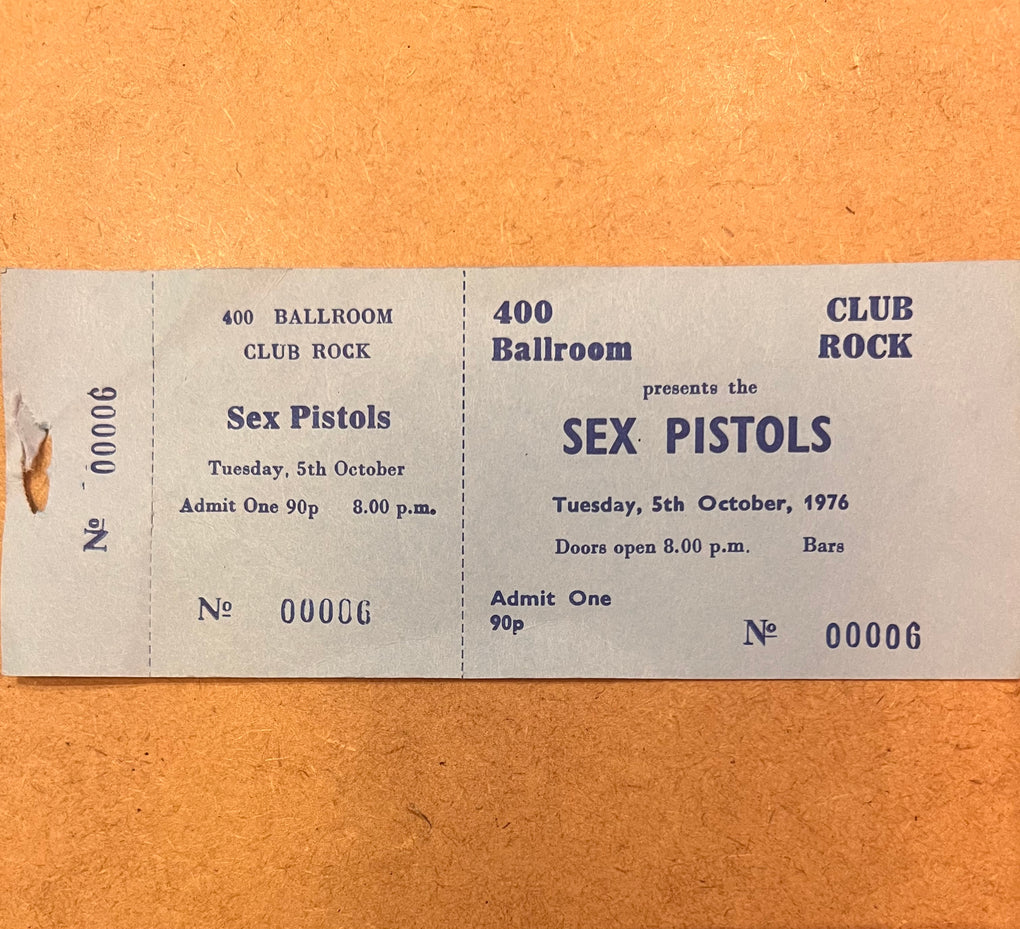 Nº 00006
400 BALLROOM
CLUB ROCK
Sex Pistols
Tuesday, 5th October
Admit One 90p 8.00 p.m.
Nº 00006
400 Ballroom
CLUB ROCK
presents the
SEX PISTOLS
Tuesday, 5th October, 1976
Doors open 8.00 p.m. Bars
Admit One
90p
Nº 00006